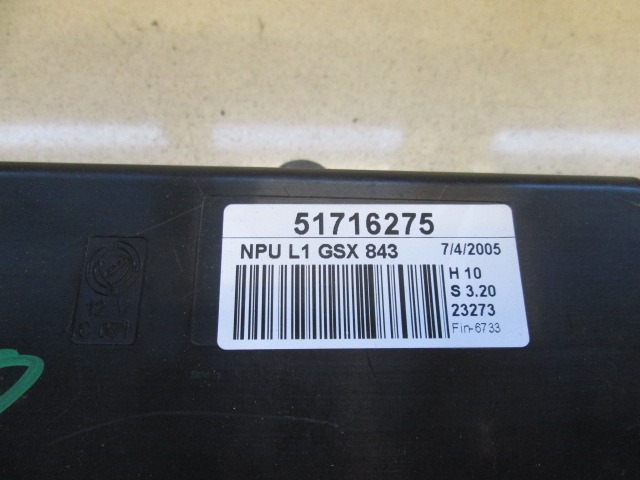 51716275
NPU L1 GSX 843 7/4/2005
H 10
S 3.20
23273
Fin-6733